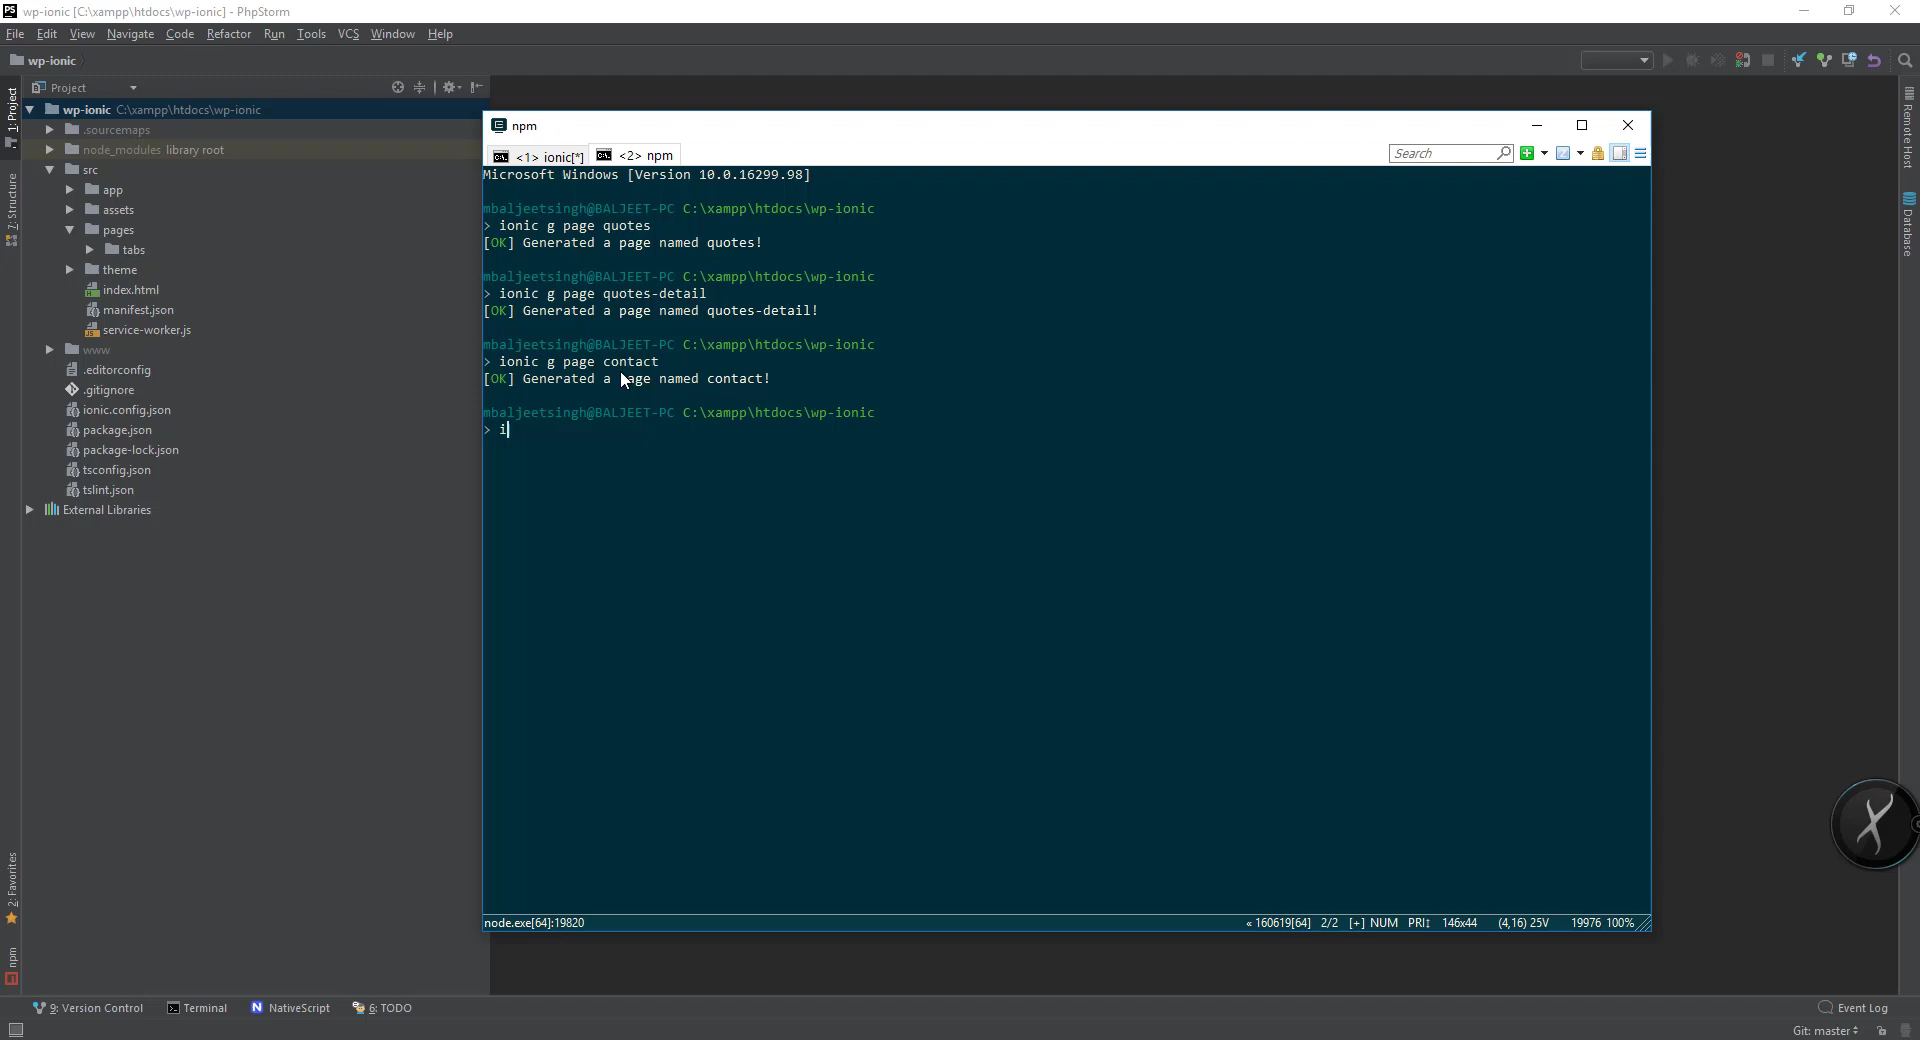 wp-ionic [C:\xampp\htdocs\wp-ionic] - PhpStorm
File Edit View Navigate Code Refactor Run Tools VCS Window Help
wp-ionic
Project
wp-ionic C:\xampp\htdocs\wp-ionic
.sourcemaps
node_modules library root
src
app
assets
pages
tabs
theme
index.html
manifest.json
service-worker.js
www
.editorconfig
.gitignore
ionic.config.json
package.json
package-lock.json
tsconfig.json
tslint.json
External Libraries
1: Project
7: Structure
2: Favorites
npm
npm
<1> ionic[*] <2> npm
Search
Microsoft Windows [Version 10.0.16299.98]
mbaljeetsingh@BALJEET-PC C:\xampp\htdocs\wp-ionic
> ionic g page quotes
[OK] Generated a page named quotes!
mbaljeetsingh@BALJEET-PC C:\xampp\htdocs\wp-ionic
> ionic g page quotes-detail
[OK] Generated a page named quotes-detail!
mbaljeetsingh@BALJEET-PC C:\xampp\htdocs\wp-ionic
> ionic g page contact
[OK] Generated a page named contact!
mbaljeetsingh@BALJEET-PC C:\xampp\htdocs\wp-ionic
> i
node.exe[64]:19820 « 160619[64] 2/2 [+] NUM PRI↕ 146x44 (4,16) 25V 19976 100%
Remote Host
Database
9: Version Control Terminal NativeScript 6: TODO Event Log
Git: master